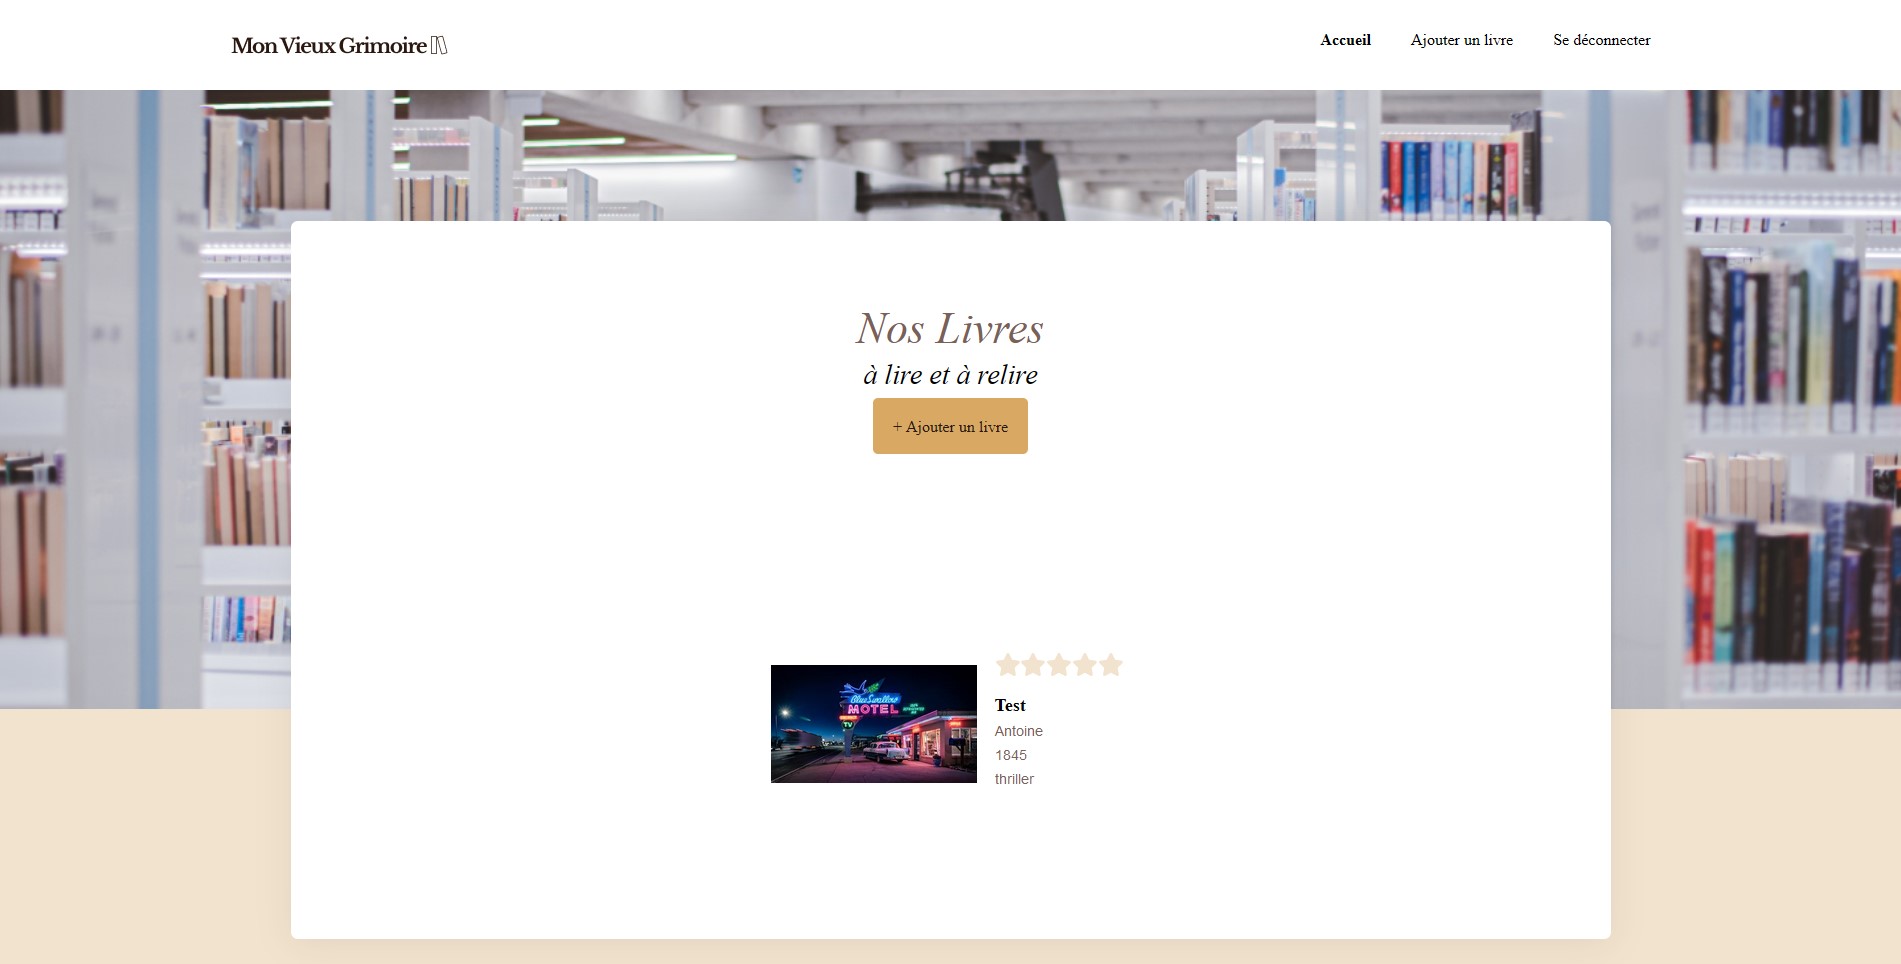 Mon Vieux Grimoire
Accueil Ajouter un livre Se déconnecter
Nos Livres
à lire et à relire
+ Ajouter un livre
BlueSwallow
MOTEL
TV
Test
Antoine
1845
thriller